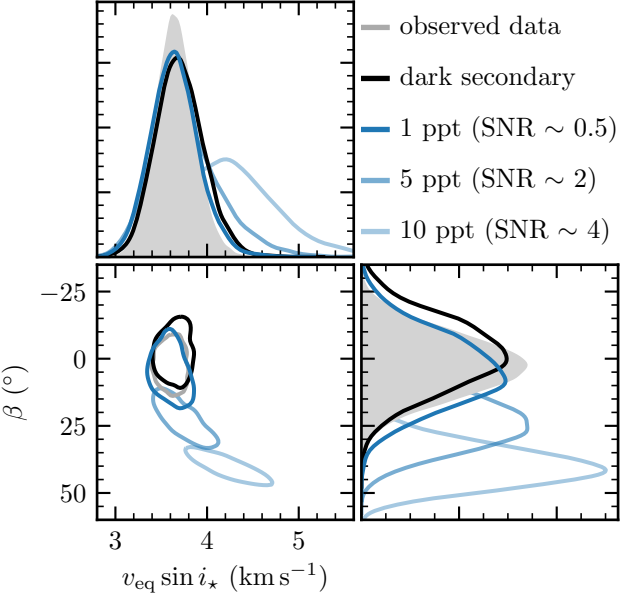 observed data
dark secondary
1 ppt (SNR ∼ 0.5)
5 ppt (SNR ∼ 2)
10 ppt (SNR ∼ 4)
−25
0
25
50
β (°)
3 4 5
v_eq sin i_⋆ (km s⁻¹)